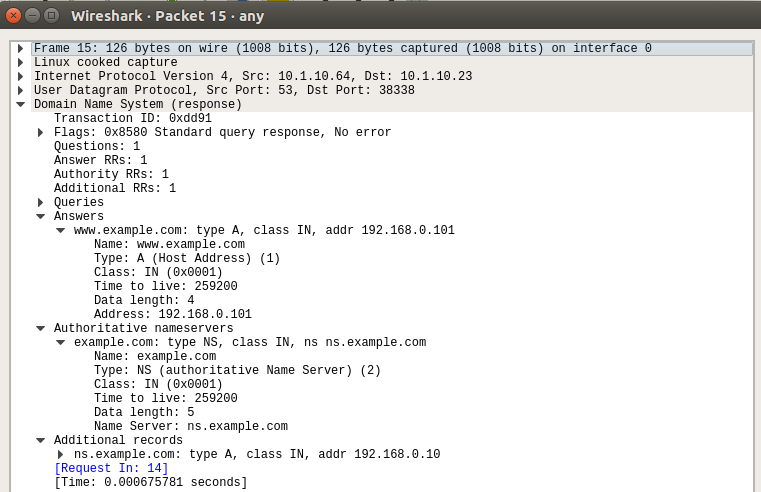 Wireshark · Packet 15 · any
Frame 15: 126 bytes on wire (1008 bits), 126 bytes captured (1008 bits) on interface 0
Linux cooked capture
Internet Protocol Version 4, Src: 10.1.10.64, Dst: 10.1.10.23
User Datagram Protocol, Src Port: 53, Dst Port: 38338
Domain Name System (response)
Transaction ID: 0xdd91
Flags: 0x8580 Standard query response, No error
Questions: 1
Answer RRs: 1
Authority RRs: 1
Additional RRs: 1
Queries
Answers
www.example.com: type A, class IN, addr 192.168.0.101
Name: www.example.com
Type: A (Host Address) (1)
Class: IN (0x0001)
Time to live: 259200
Data length: 4
Address: 192.168.0.101
Authoritative nameservers
example.com: type NS, class IN, ns ns.example.com
Name: example.com
Type: NS (authoritative Name Server) (2)
Class: IN (0x0001)
Time to live: 259200
Data length: 5
Name Server: ns.example.com
Additional records
ns.example.com: type A, class IN, addr 192.168.0.10
[Request In: 14]
[Time: 0.000675781 seconds]